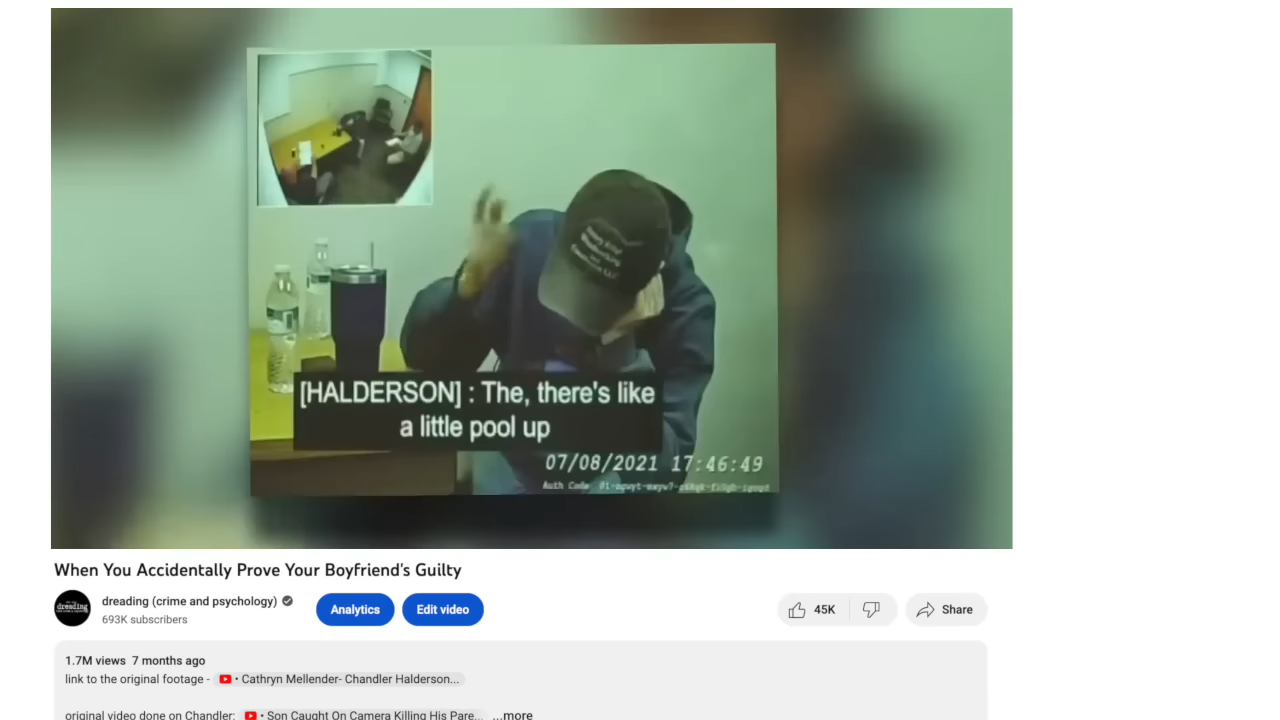 [HALDERSON] : The, there's like
a little pool up
07/08/2021 17:46:49
Auth Code
When You Accidentally Prove Your Boyfriend's Guilty
dreading
dreading (crime and psychology)
693K subscribers
Analytics
Edit video
45K
Share
1.7M views 7 months ago
link to the original footage - • Cathryn Mellender- Chandler Halderson...
original video done on Chandler: • Son Caught On Camera Killing His Pare... ...more